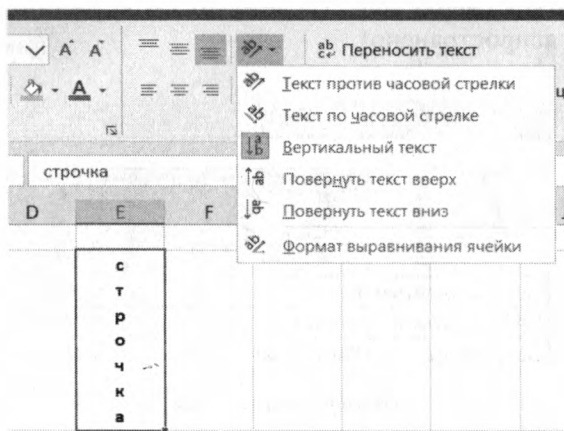 A A
ab
c Переносить текст
A
Текст против часовой стрелки
Текст по часовой стрелке
Вертикальный текст
Повернуть текст вверх
Повернуть текст вниз
Формат выравнивания ячейки
строчка
D E F
с
т
р
о
ч
к
а